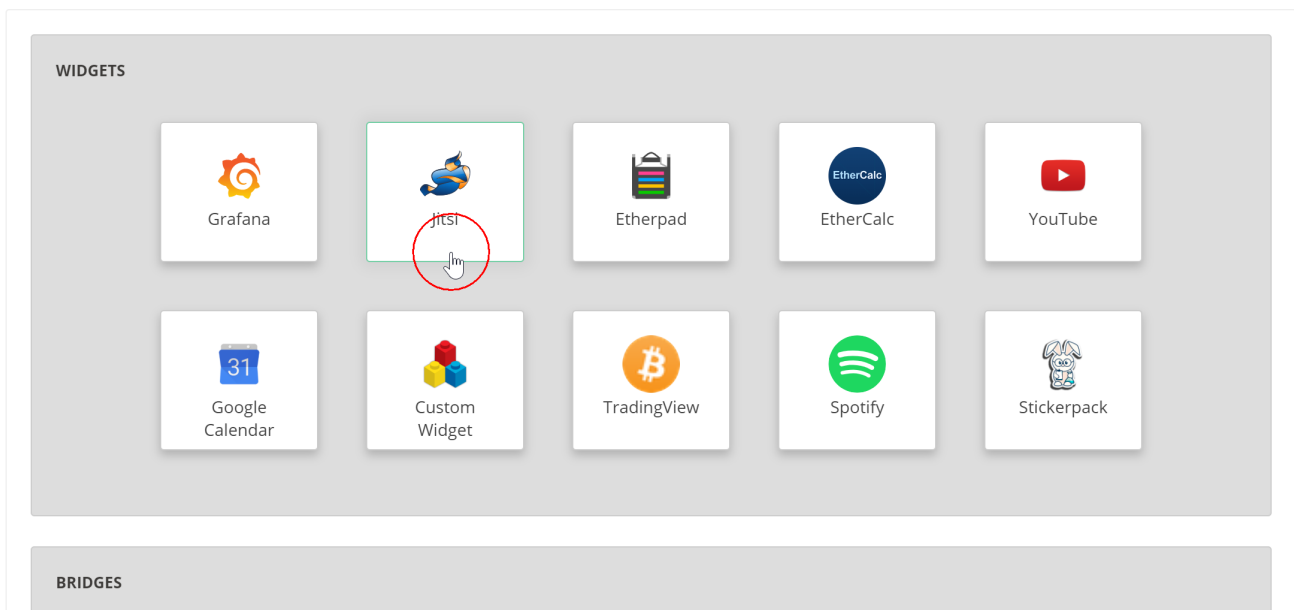 WIDGETS
Grafana
Jitsi
Etherpad
EtherCalc
EtherCalc
YouTube
31
Google
Calendar
Custom
Widget
TradingView
Spotify
Stickerpack
BRIDGES